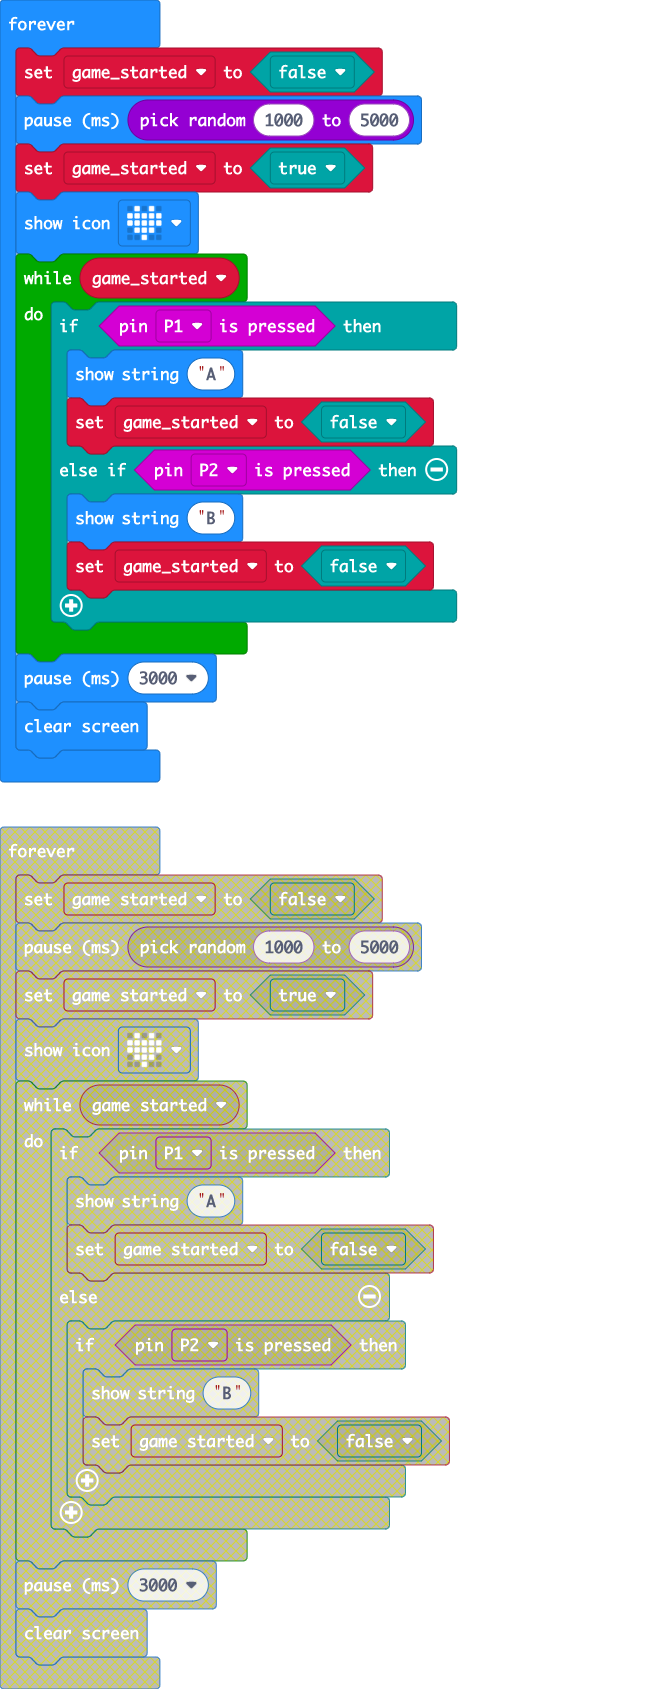 forever
set game_started to false
pause (ms) pick random 1000 to 5000
set game_started to true
show icon
while game_started
do if pin P1 is pressed then
show string "A"
set game_started to false
else if pin P2 is pressed then
show string "B"
set game_started to false
pause (ms) 3000
clear screen
forever
set game started to false
pause (ms) pick random 1000 to 5000
set game started to true
show icon
while game started
do if pin P1 is pressed then
show string "A"
set game started to false
else
if pin P2 is pressed then
show string "B"
set game started to false
pause (ms) 3000
clear screen